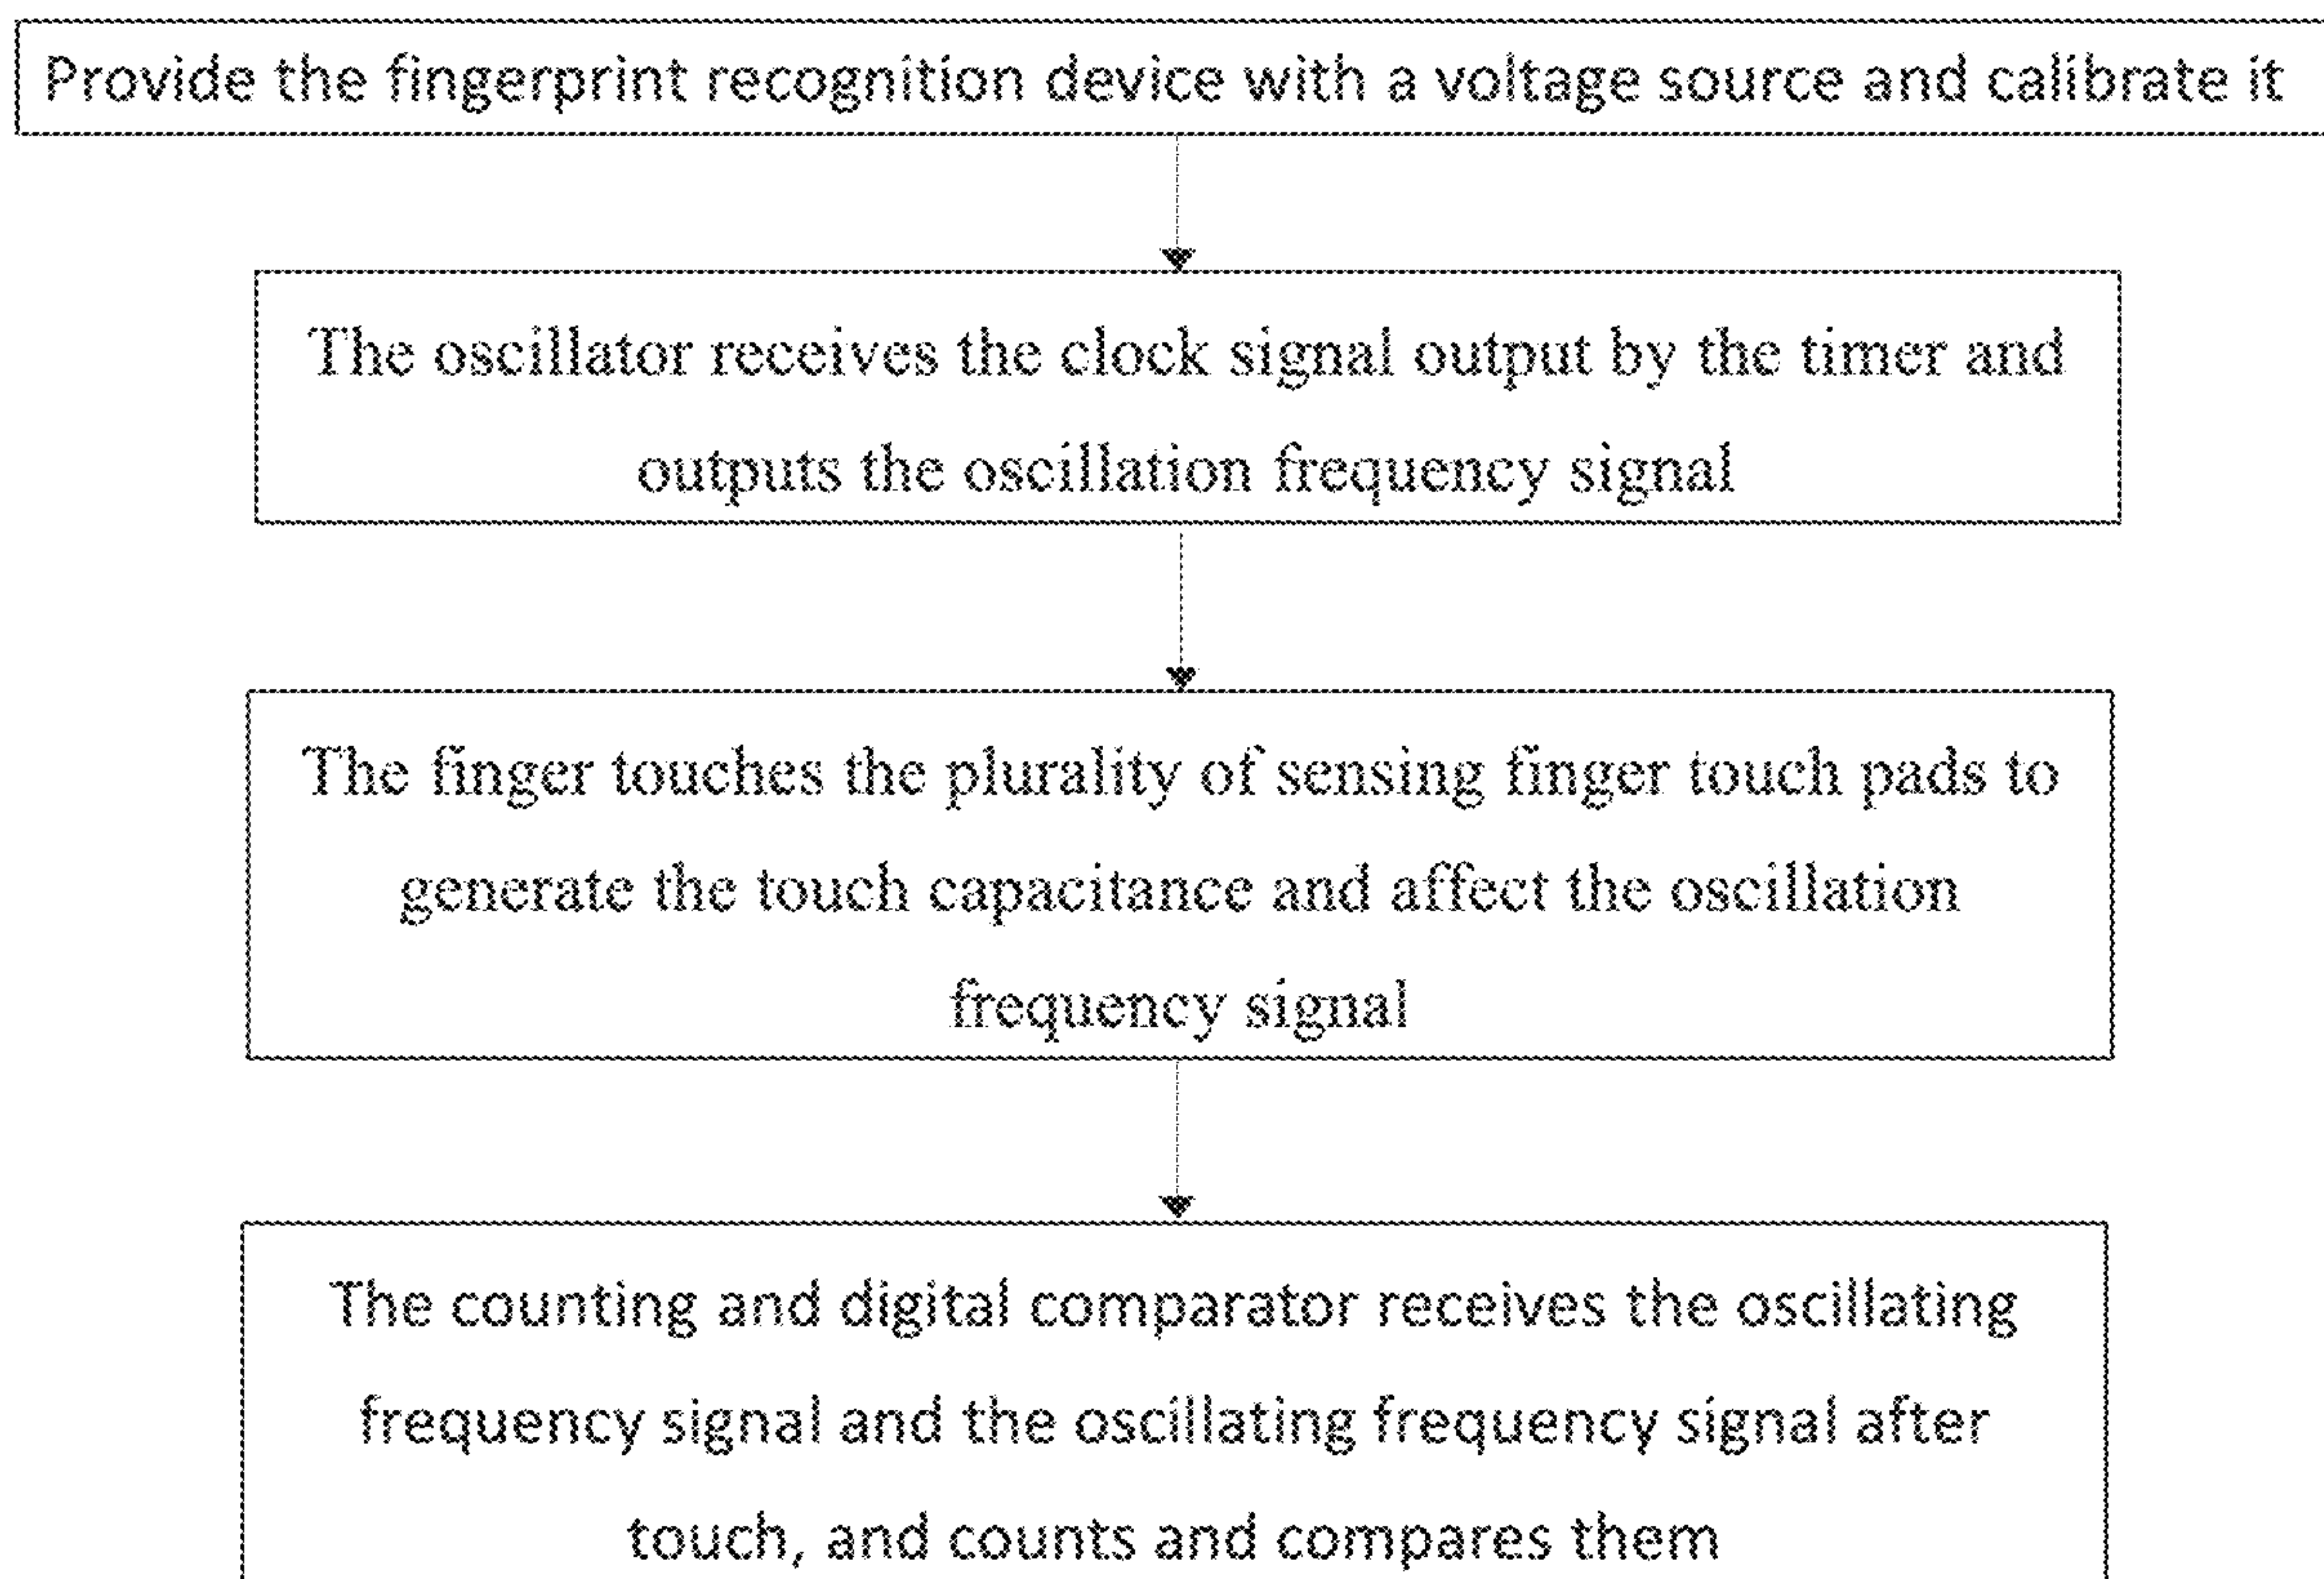 Provide the fingerprint recognition device with a voltage source and calibrate it
The oscillator receives the clock signal output by the timer and
outputs the oscillation frequency signal
The finger touches the plurality of sensing finger touch pads to
generate the touch capacitance and affect the oscillation
frequency signal
The counting and digital comparator receives the oscillating
frequency signal and the oscillating frequency signal after
touch, and counts and compares them